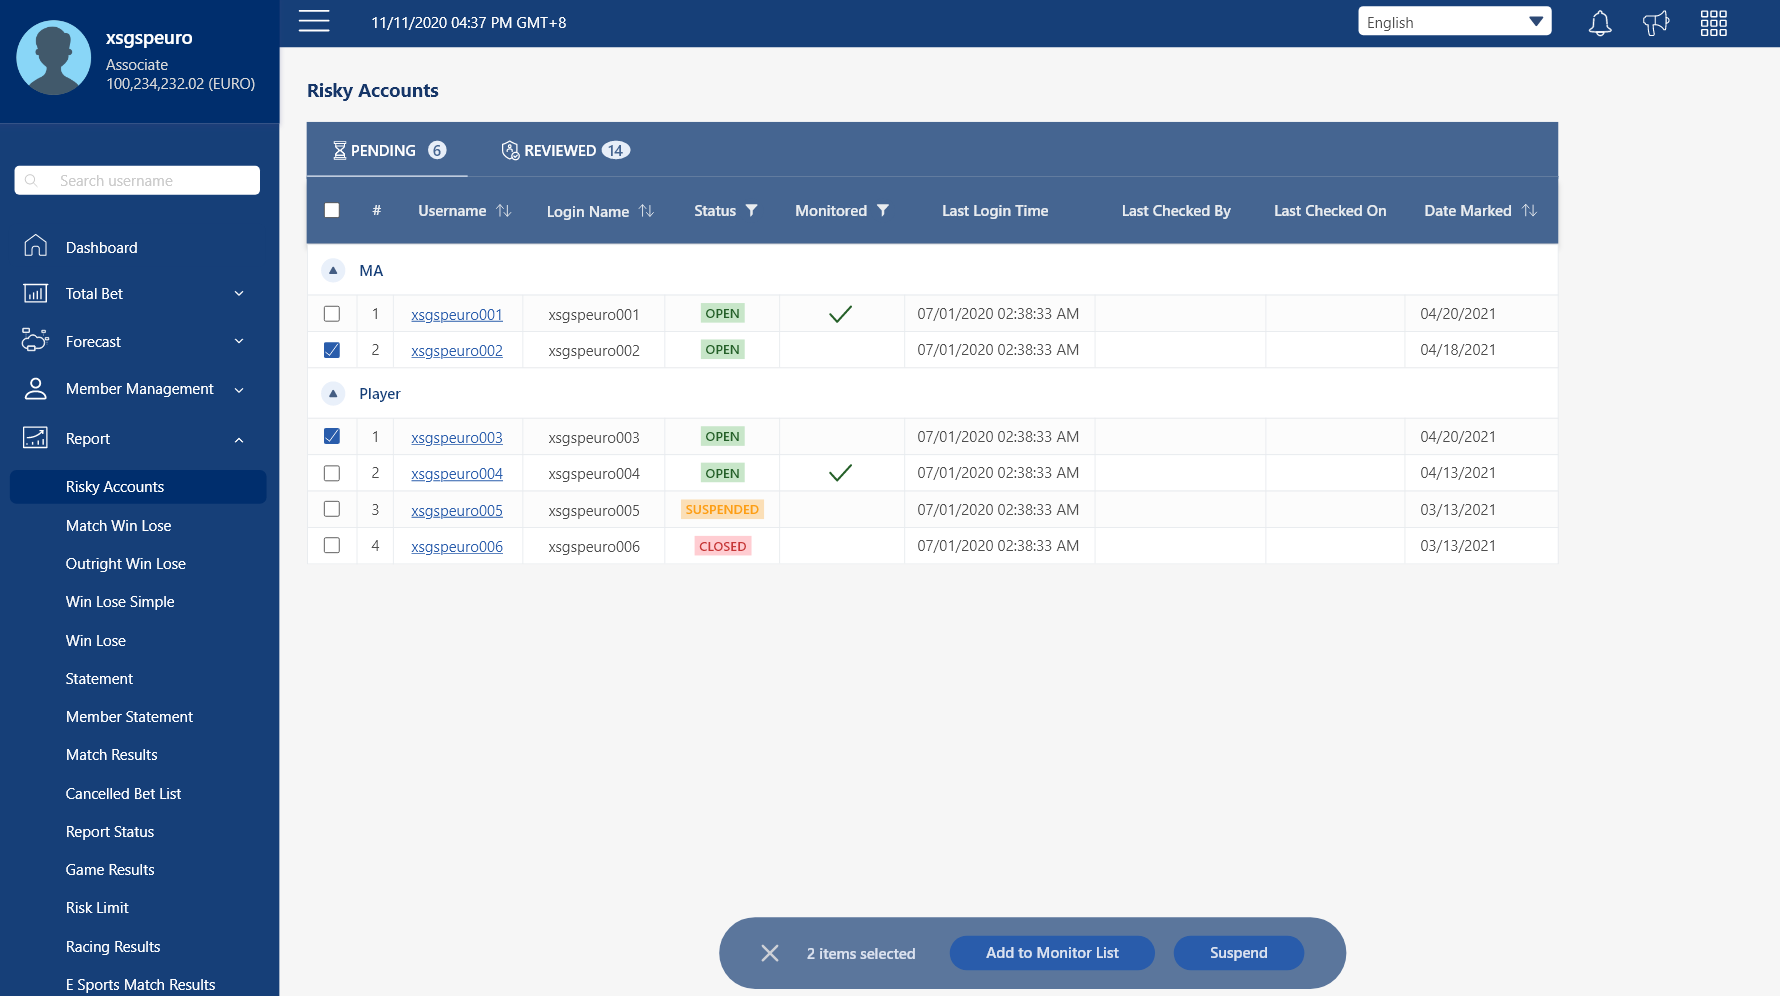 xsgspeuro
Associate
100,234,232.02 (EURO)
11/11/2020 04:37 PM GMT+8
English
Search username
Dashboard
Total Bet
Forecast
Member Management
Report
Risky Accounts
Match Win Lose
Outright Win Lose
Win Lose Simple
Win Lose
Statement
Member Statement
Match Results
Cancelled Bet List
Report Status
Game Results
Risk Limit
Racing Results
E Sports Match Results
Risky Accounts
PENDING 6 REVIEWED 14
# Username Login Name Status Monitored Last Login Time Last Checked By Last Checked On Date Marked
MA
1 xsgspeuro001 xsgspeuro001 OPEN 07/01/2020 02:38:33 AM 04/20/2021
2 xsgspeuro002 xsgspeuro002 OPEN 07/01/2020 02:38:33 AM 04/18/2021
Player
1 xsgspeuro003 xsgspeuro003 OPEN 07/01/2020 02:38:33 AM 04/20/2021
2 xsgspeuro004 xsgspeuro004 OPEN 07/01/2020 02:38:33 AM 04/13/2021
3 xsgspeuro005 xsgspeuro005 SUSPENDED 07/01/2020 02:38:33 AM 03/13/2021
4 xsgspeuro006 xsgspeuro006 CLOSED 07/01/2020 02:38:33 AM 03/13/2021
2 items selected Add to Monitor List Suspend